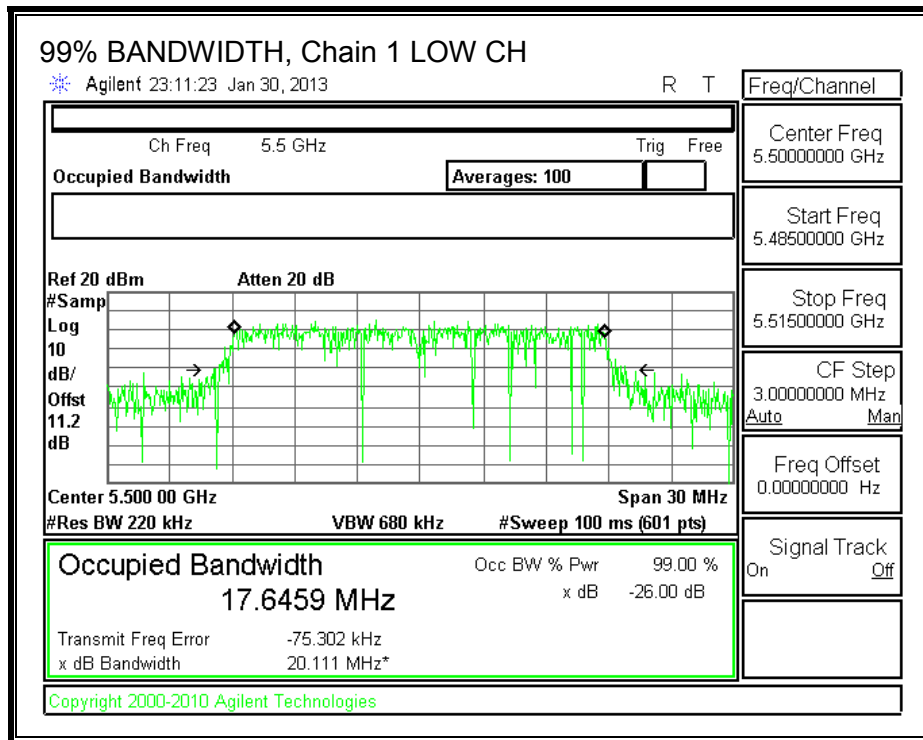 99% BANDWIDTH, Chain 1 LOW CH
Agilent 23:11:23 Jan 30, 2013 R T
Freq/Channel
Ch Freq 5.5 GHz Trig Free
Occupied Bandwidth Averages: 100
Center Freq
5.50000000 GHz
Start Freq
5.48500000 GHz
Stop Freq
5.51500000 GHz
CF Step
3.00000000 MHz
Auto Man
Freq Offset
0.00000000 Hz
Signal Track
On Off
Ref 20 dBm Atten 20 dB
#Samp
Log
10
dB/
Offst
11.2
dB
Center 5.500 00 GHz Span 30 MHz
#Res BW 220 kHz VBW 680 kHz #Sweep 100 ms (601 pts)
Occupied Bandwidth Occ BW % Pwr 99.00 %
17.6459 MHz x dB -26.00 dB
Transmit Freq Error -75.302 kHz
x dB Bandwidth 20.111 MHz*
Copyright 2000-2010 Agilent Technologies